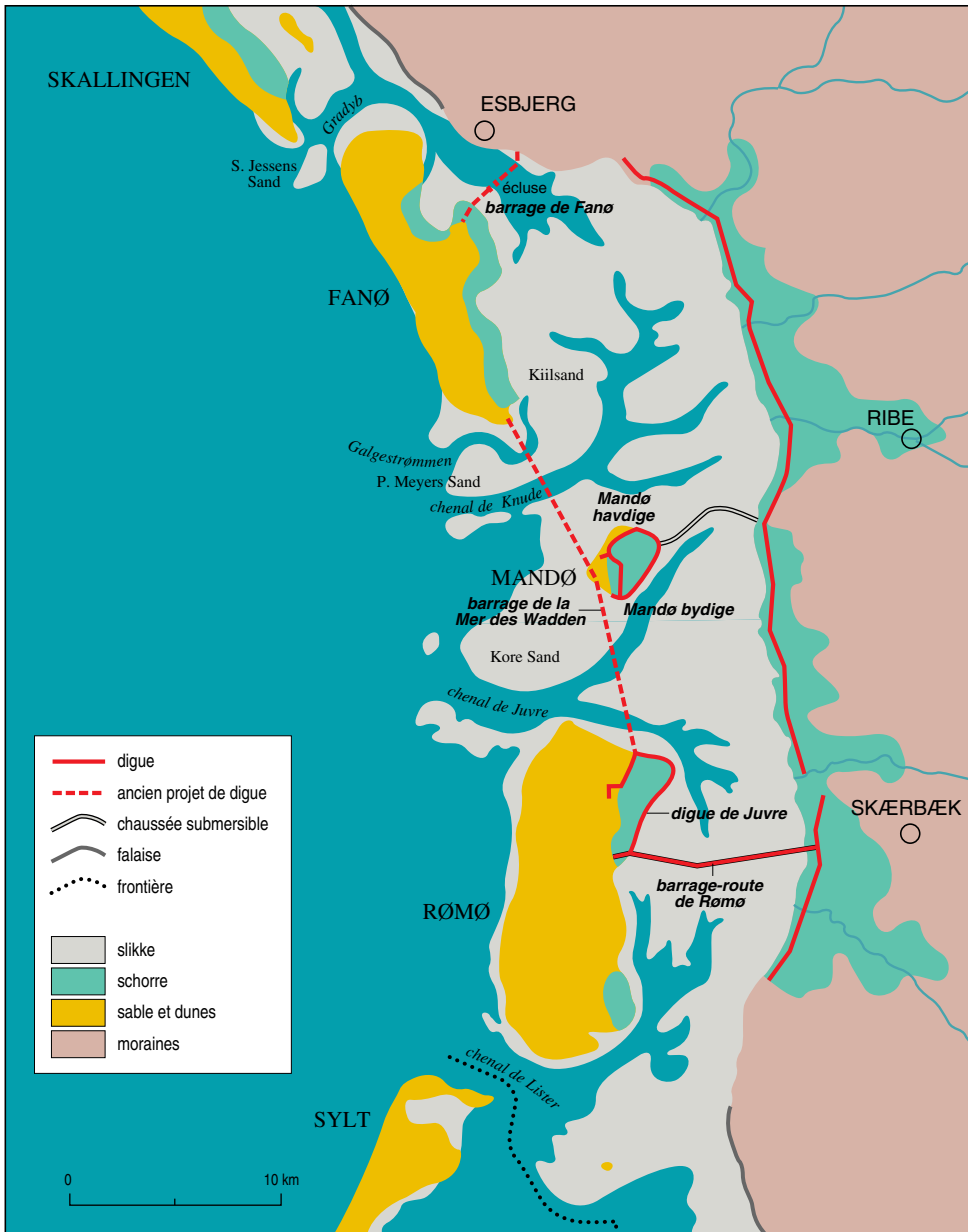 SKALLINGEN
Gradyb
ESBJERG
S. Jessens
Sand
écluse
barrage de Fanø
FANØ
Kiilsand
RIBE
Galgestrømmen
P. Meyers Sand
chenal de Knude
Mandø
havdige
MANDØ
barrage de la
Mer des Wadden
Mandø bydige
Kore Sand
chenal de Juvre
digue
ancien projet de digue
chaussée submersible
falaise
frontière
slikke
schorre
sable et dunes
moraines
SKÆRBÆK
digue de Juvre
barrage-route
de Rømø
RØMØ
chenal de Lister
SYLT
0
10 km